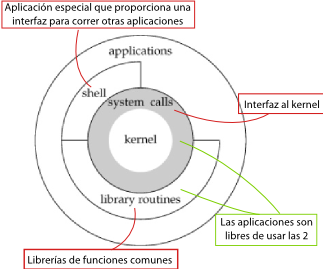 Aplicación especial que proporciona una
interfaz para correr otras aplicaciones
applications
shell
system calls
Interfaz al kernel
kernel
library routines
Las aplicaciones son
libres de usar las 2
Librerías de funciones comunes